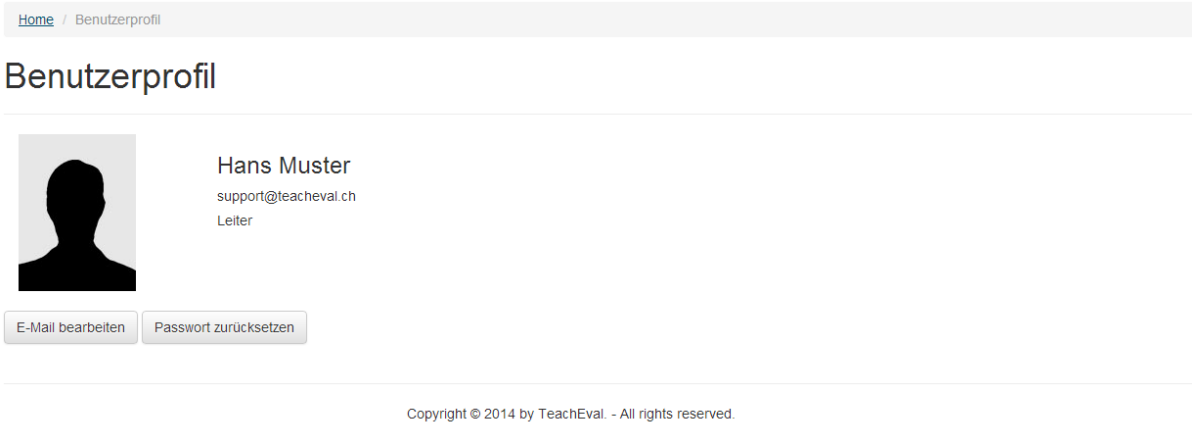 Home / Benutzerprofil
Benutzerprofil
Hans Muster
support@teacheval.ch
Leiter
E-Mail bearbeiten Passwort zurücksetzen
Copyright © 2014 by TeachEval. - All rights reserved.